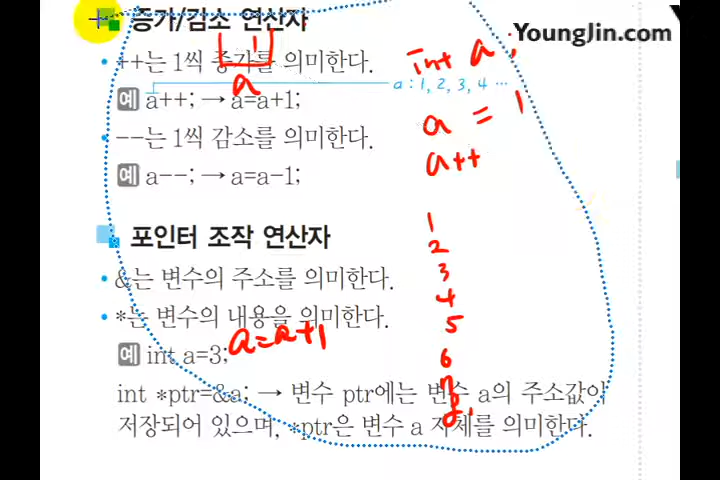 증가/감소 연산자
YoungJin.com
• ++는 1씩 증가를 의미한다.
1
a
int a;
a : 1, 2, 3, 4 ···
예 a++; → a=a+1;
a = 1
• --는 1씩 감소를 의미한다.
a++
예 a--; → a=a-1;
1
포인터 조작 연산자
2
• &는 변수의 주소를 의미한다.
3
4
• *는 변수의 내용을 의미한다.
5
a=a+1
예 int a=3;
6
7
int *ptr=&a; → 변수 ptr에는 변수 a의 주소값이
8
저장되어 있으며, *ptr은 변수 a 자체를 의미한다.